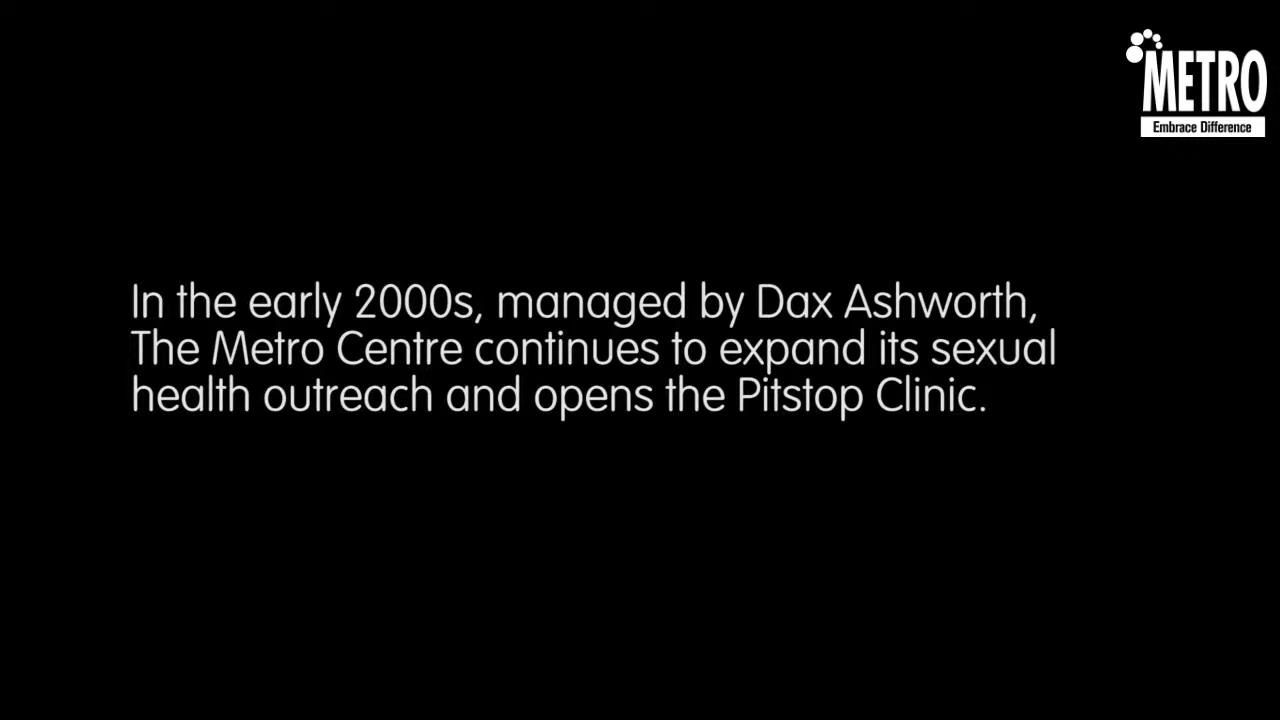 METRO
Embrace Difference
In the early 2000s, managed by Dax Ashworth,
The Metro Centre continues to expand its sexual
health outreach and opens the Pitstop Clinic.